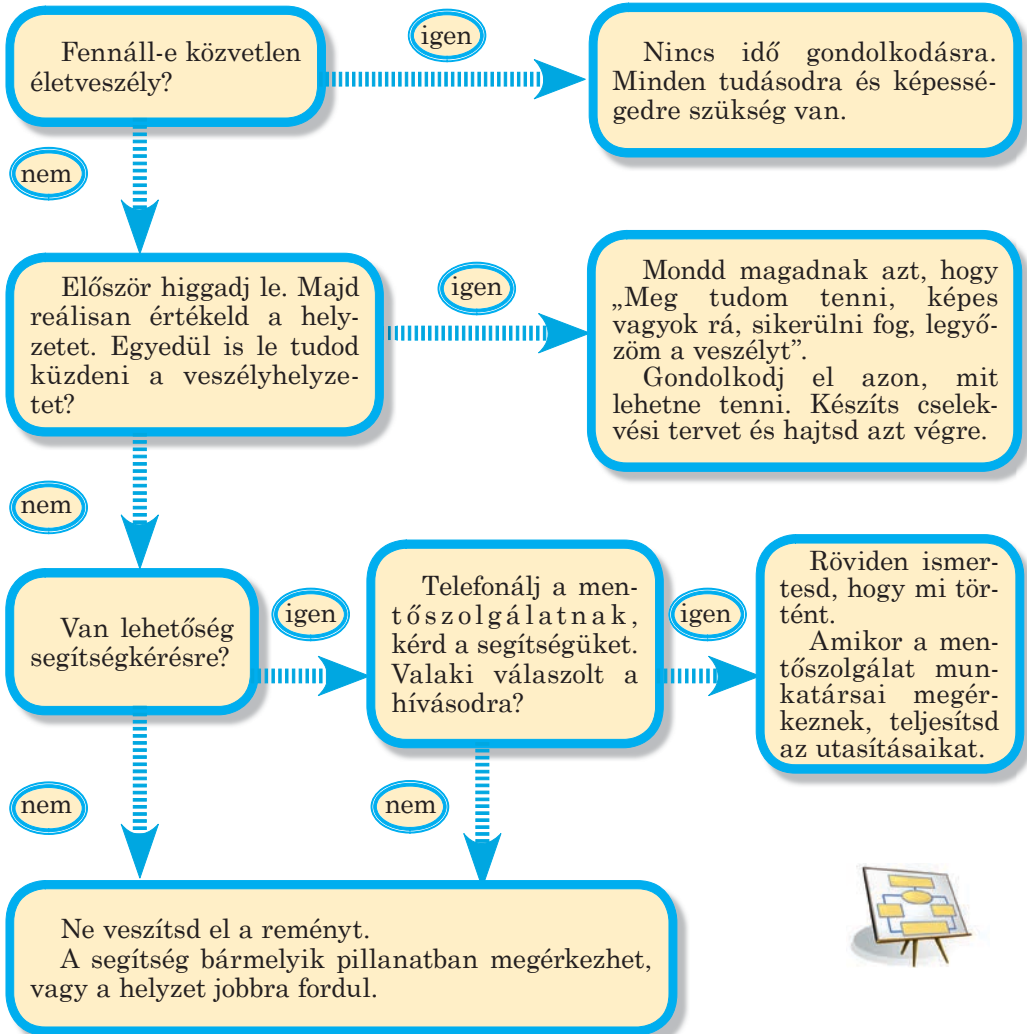 Fennáll-e közvetlen
életveszély?
igen
Nincs idő gondolkodásra.
Minden tudásodra és képessé-
gedre szükség van.
nem
Először higgadj le. Majd
reálisan értékeld a hely-
zetet. Egyedül is le tudod
küzdeni a veszélyhelyze-
tet?
igen
Mondd magadnak azt, hogy
„Meg tudom tenni, képes
vagyok rá, sikerülni fog, legyő-
zöm a veszélyt”.
Gondolkodj el azon, mit
lehetne tenni. Készíts cselek-
vési tervet és hajtsd azt végre.
nem
Van lehetőség
segítségkérésre?
igen
Telefonálj a men-
tőszolgálatnak,
kérd a segítségüket.
Valaki válaszolt a
hívásodra?
igen
Röviden ismer-
tesd, hogy mi tör-
tént.
Amikor a men-
tőszolgálat mun-
katársai megér-
keznek, teljesítsd
az utasításaikat.
nem
nem
Ne veszítsd el a reményt.
A segítség bármelyik pillanatban megérkezhet,
vagy a helyzet jobbra fordul.